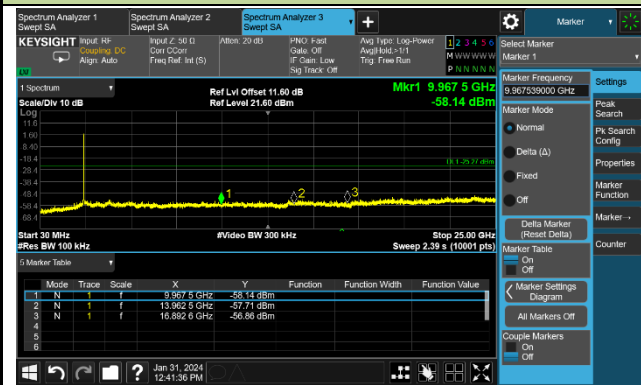 Spectrum Analyzer 1
Swept SA
Spectrum Analyzer 2
Swept SA
Spectrum Analyzer 3
Swept SA
+
Marker
KEYSIGHT
Input: RF
Coupling: DC
Align: Auto
Input Z: 50 Ω
Corr CCorr
Freq Ref: Int (S)
Atten: 20 dB
PNO: Fast
Gate: Off
IF Gain: Low
Sig Track: Off
Avg Type: Log-Power
Avg|Hold:>1/1
Trig: Free Run
1 2 3 4 5 6
M W W W W W
P N N N N N
Select Marker
Marker 1
1 Spectrum
Scale/Div 10 dB
Ref Lvl Offset 11.60 dB
Ref Level 21.60 dBm
Mkr1 9.967 5 GHz
-58.14 dBm
Log
11.6
1.60
-8.40
-18.4
-28.4
-38.4
-48.4
-58.4
-68.4
DL1 -25.27 dBm
1
2
3
Start 30 MHz
#Res BW 100 kHz
#Video BW 300 kHz
Stop 25.00 GHz
Sweep 2.39 s (10001 pts)
5 Marker Table
Mode Trace Scale X Y Function Function Width Function Value
1 N 1 f 9.967 5 GHz -58.14 dBm
2 N 1 f 13.962 5 GHz -57.71 dBm
3 N 1 f 16.892 6 GHz -56.86 dBm
4
5
6
Marker Frequency
9.967539000 GHz
Marker Mode
Normal
Delta (Δ)
Fixed
Off
Delta Marker
(Reset Delta)
Marker Table
On
Off
Marker Settings
Diagram
All Markers Off
Couple Markers
On
Off
Settings
Peak
Search
Pk Search
Config
Properties
Marker
Function
Marker→
Counter
?
Jan 31, 2024
12:41:36 PM